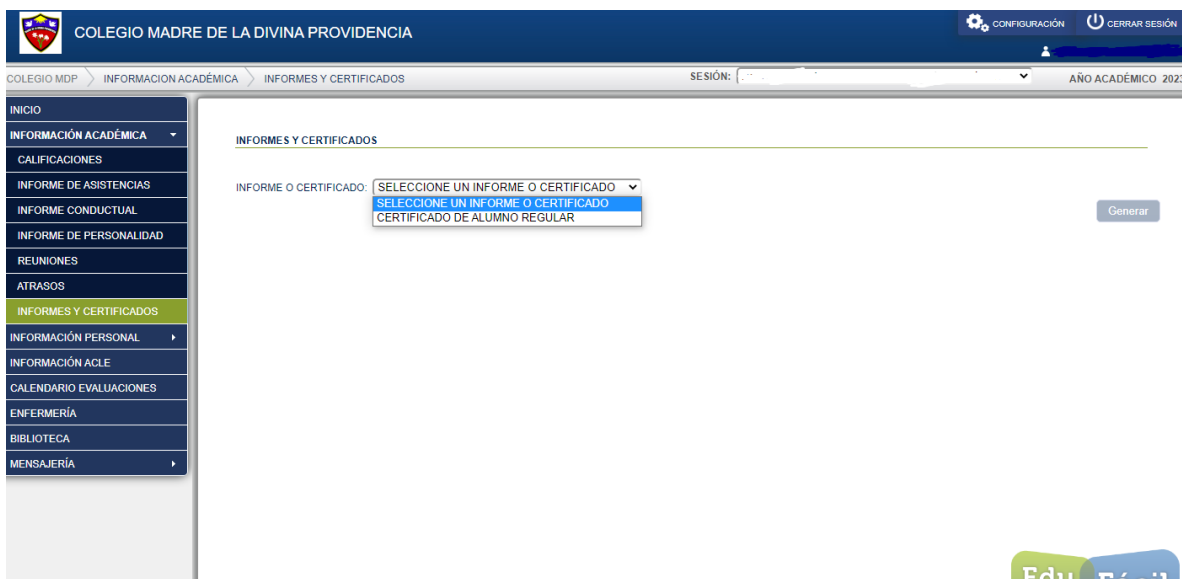 COLEGIO MADRE DE LA DIVINA PROVIDENCIA
CONFIGURACIÓN
CERRAR SESIÓN
COLEGIO MDP
INFORMACION ACADÉMICA
INFORMES Y CERTIFICADOS
SESIÓN:
AÑO ACADÉMICO 2023
INICIO
INFORMACIÓN ACADÉMICA
CALIFICACIONES
INFORME DE ASISTENCIAS
INFORME CONDUCTUAL
INFORME DE PERSONALIDAD
REUNIONES
ATRASOS
INFORMES Y CERTIFICADOS
INFORMACIÓN PERSONAL
INFORMACIÓN ACLE
CALENDARIO EVALUACIONES
ENFERMERÍA
BIBLIOTECA
MENSAJERÍA
INFORMES Y CERTIFICADOS
INFORME O CERTIFICADO: SELECCIONE UN INFORME O CERTIFICADO
SELECCIONE UN INFORME O CERTIFICADO
CERTIFICADO DE ALUMNO REGULAR
Generar
Edu Fácil